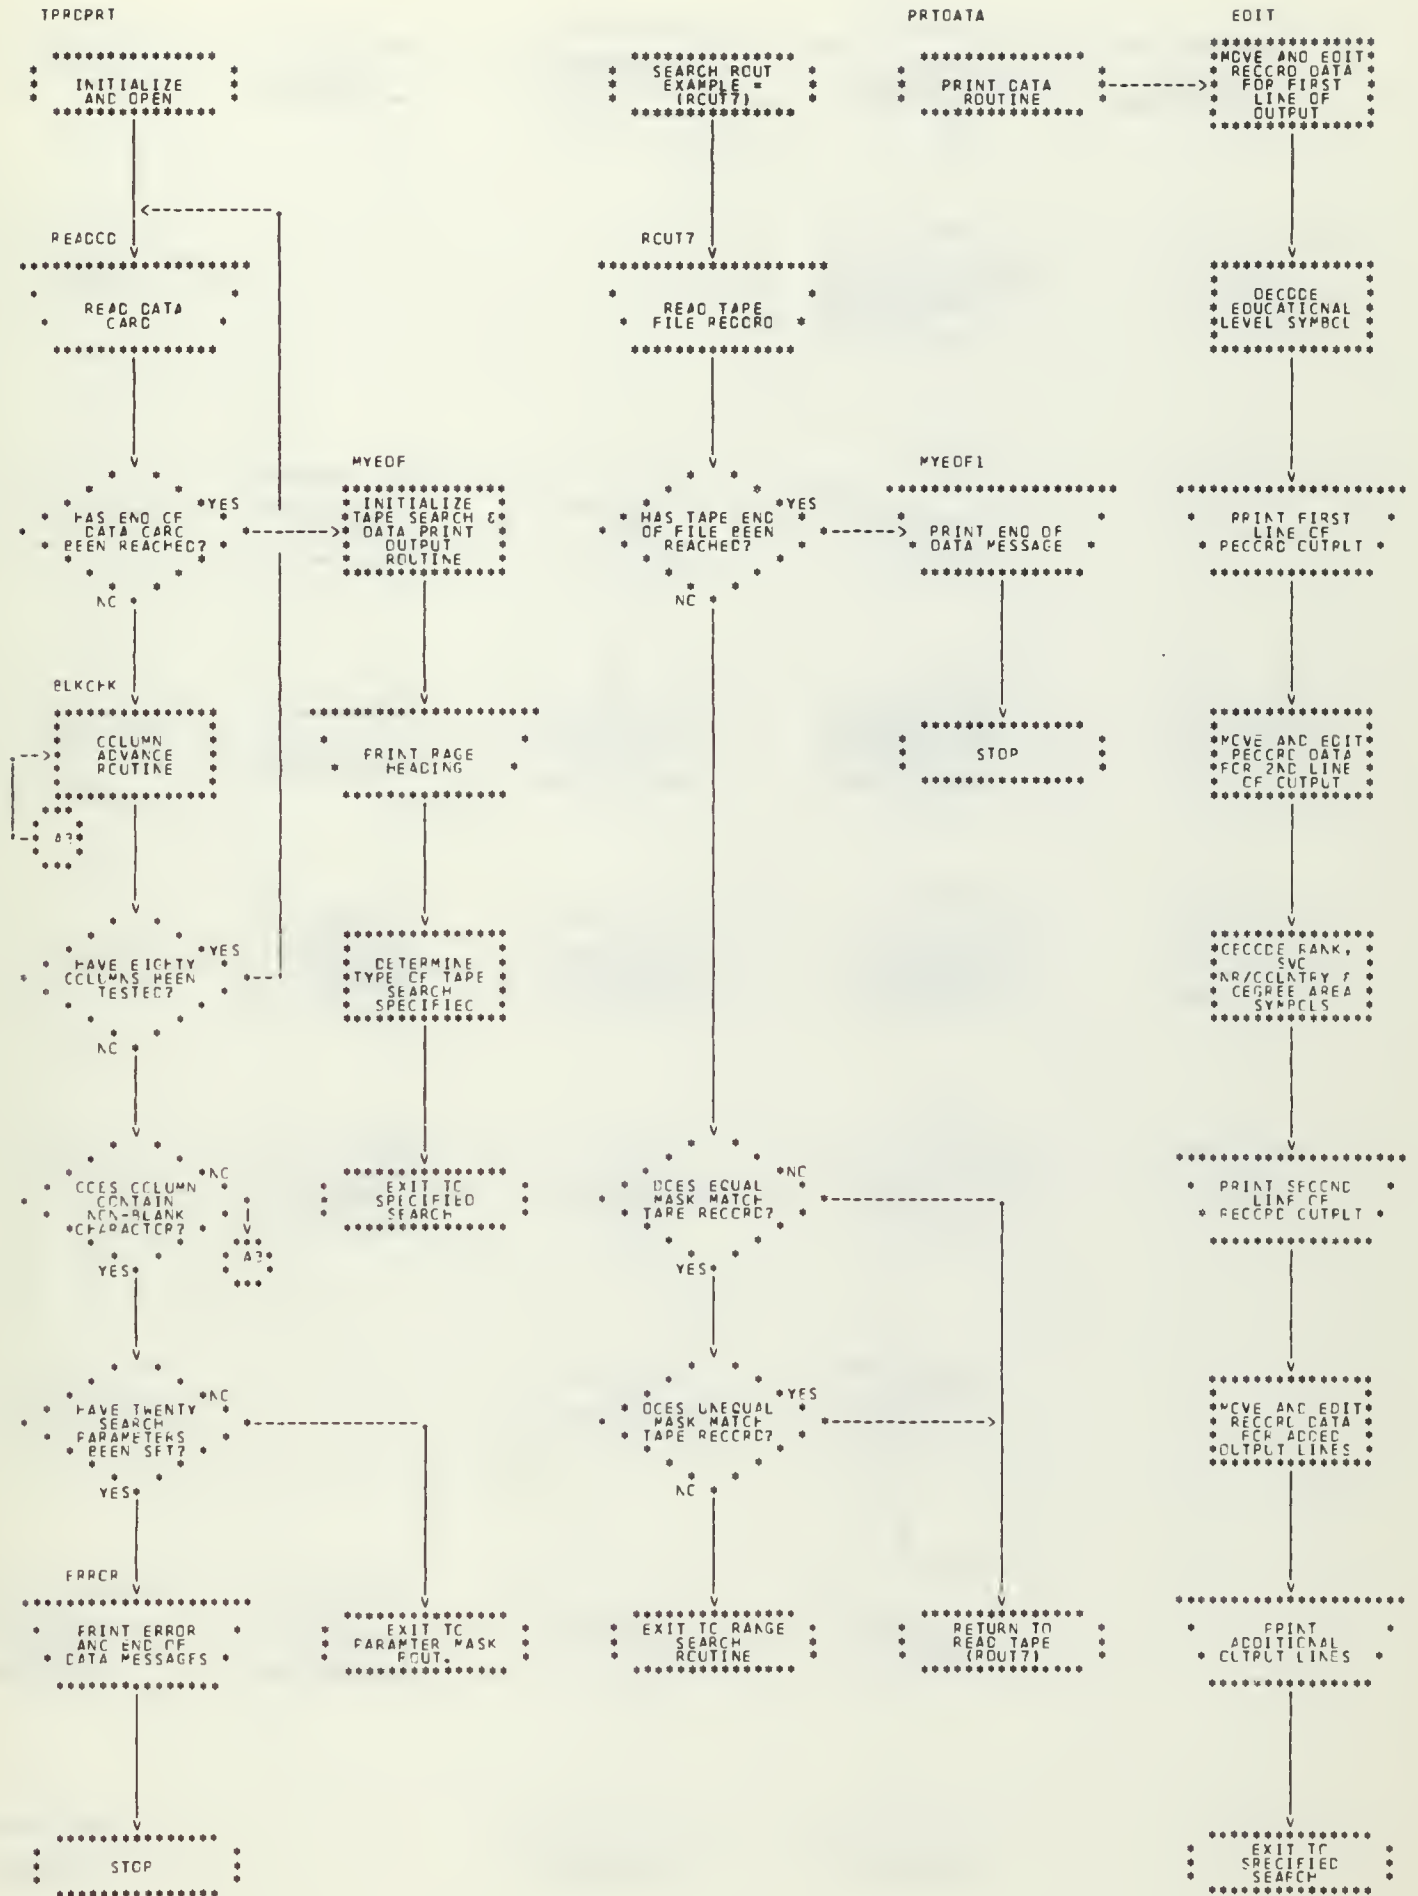 TPRDPRT
INITIALIZE
AND OPEN
READCD
READ DATA
CARD
HAS END OF
DATA CARD
BEEN REACHED?
YES
NO
BLKCHK
COLUMN
ADVANCE
ROUTINE
A3
HAVE EIGHTY
COLUMNS BEEN
TESTED?
YES
NO
DOES COLUMN
CONTAIN
NON-BLANK
CHARACTER?
NO
A3
YES
HAVE TWENTY
SEARCH
PARAMETERS
BEEN SET?
NO
YES
ERROR
PRINT ERROR
AND END OF
DATA MESSAGES
STOP
MYEOF
INITIALIZE
TAPE SEARCH &
DATA PRINT
OUTPUT
ROUTINE
PRINT PAGE
HEADING
DETERMINE
TYPE OF TAPE
SEARCH
SPECIFIED
EXIT TO
SPECIFIED
SEARCH
EXIT TO
PARAMTER MASK
ROUT.
SEARCH ROUT
EXAMPLE =
(ROUT7)
ROUT7
READ TAPE
FILE RECORD
HAS TAPE END
OF FILE BEEN
REACHED?
YES
NO
DOES EQUAL
MASK MATCH
TAPE RECORD?
NO
YES
DOES UNEQUAL
MASK MATCH
TAPE RECORD?
YES
NO
EXIT TO RANGE
SEARCH
ROUTINE
PRTDATA
PRINT DATA
ROUTINE
MYEOF1
PRINT END OF
DATA MESSAGE
STOP
RETURN TO
READ TAPE
(ROUT7)
EDIT
MOVE AND EDIT
RECORD DATA
FOR FIRST
LINE OF
OUTPUT
DECODE
EDUCATIONAL
LEVEL SYMBOL
PRINT FIRST
LINE OF
RECORD OUTPUT
MOVE AND EDIT
RECORD DATA
FOR 2ND LINE
OF OUTPUT
DECODE RANK,
SVC
NR/COUNTRY &
DEGREE AREA
SYMBOLS
PRINT SECOND
LINE OF
RECORD OUTPUT
MOVE AND EDIT
RECORD DATA
FOR ADDED
OUTPUT LINES
PRINT
ADDITIONAL
OUTPUT LINES
EXIT TO
SPECIFIED
SEARCH